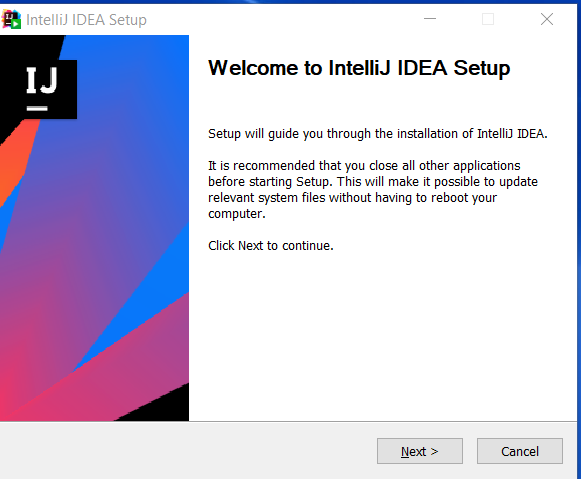 IntelliJ IDEA Setup
IJ
Welcome to IntelliJ IDEA Setup
Setup will guide you through the installation of IntelliJ IDEA.
It is recommended that you close all other applications
before starting Setup. This will make it possible to update
relevant system files without having to reboot your
computer.
Click Next to continue.
Next >
Cancel